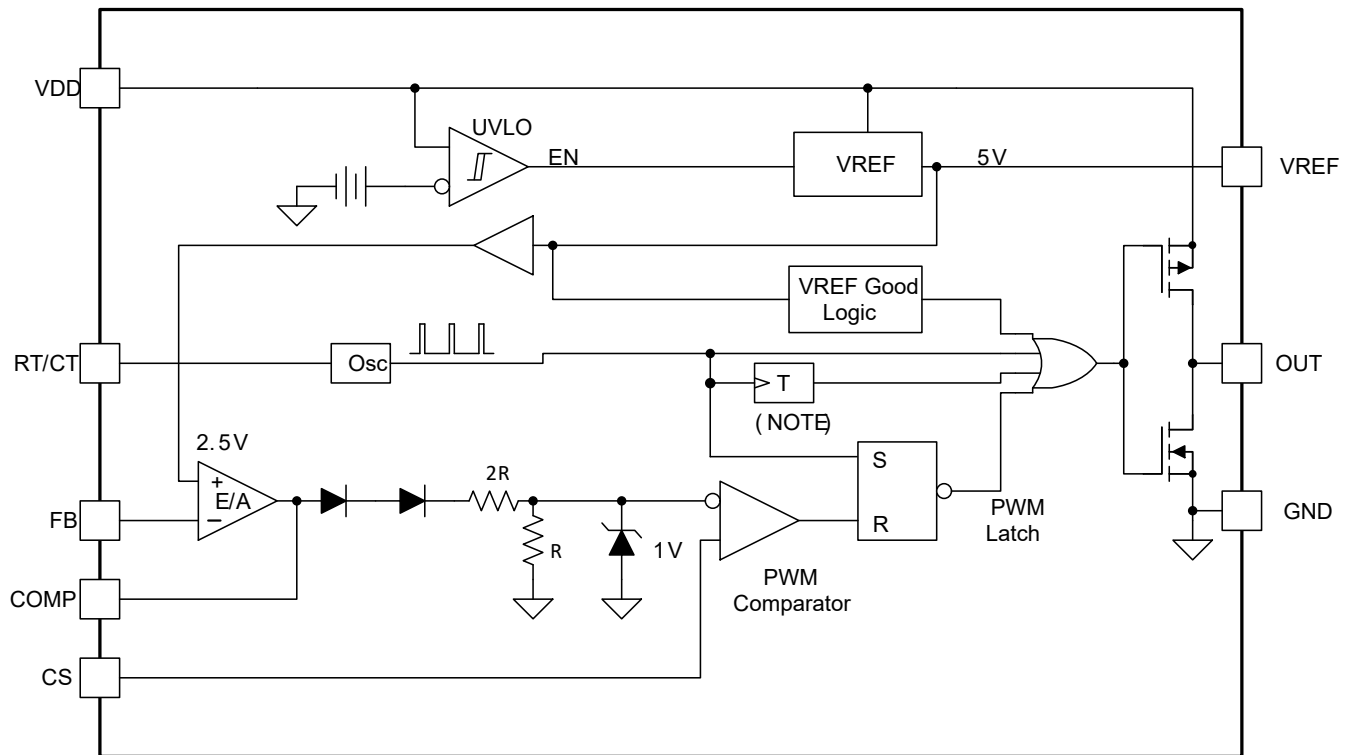 VDD
UVLO
EN
VREF
5V
VREF
VREF Good
Logic
RT/CT
Osc
T
(NOTE)
OUT
2.5V
+
E/A
−
2R
R
1V
S
R
PWM
Latch
FB
GND
PWM
Comparator
COMP
CS